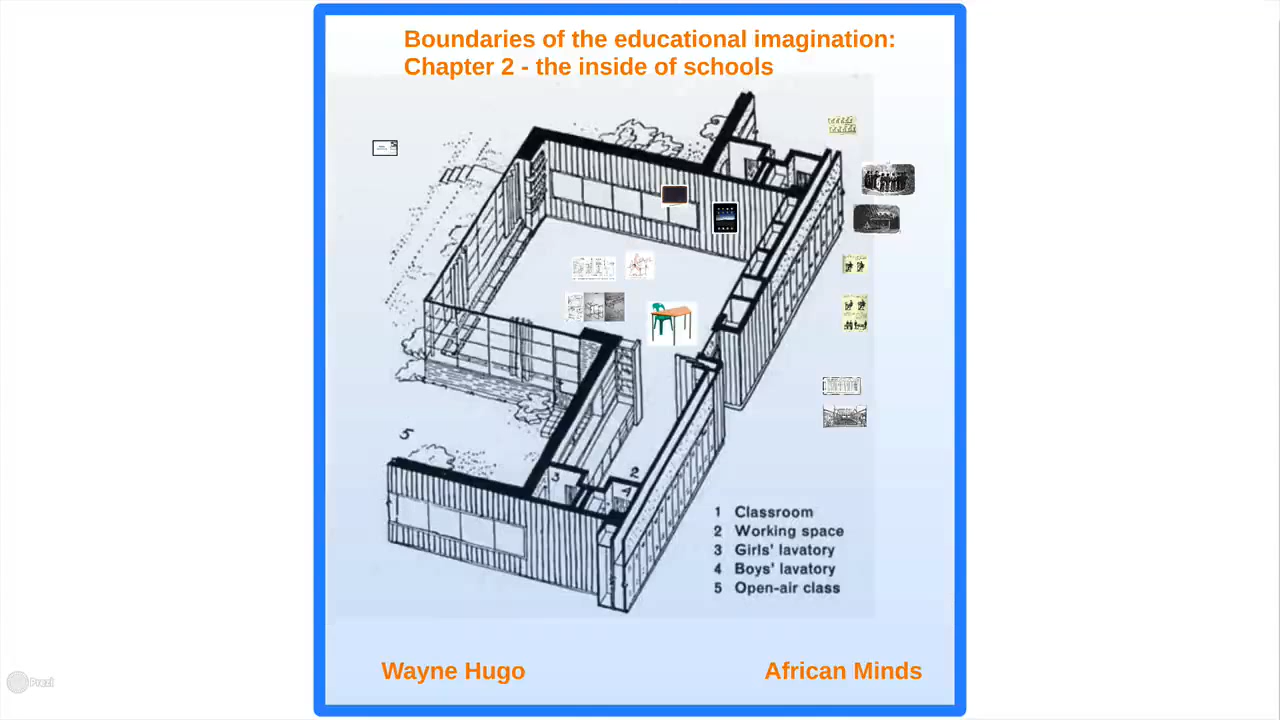 Boundaries of the educational imagination:
Chapter 2 - the inside of schools
5
3
2
4
1 Classroom
2 Working space
3 Girls' lavatory
4 Boys' lavatory
5 Open-air class
Wayne Hugo
African Minds
Prezi